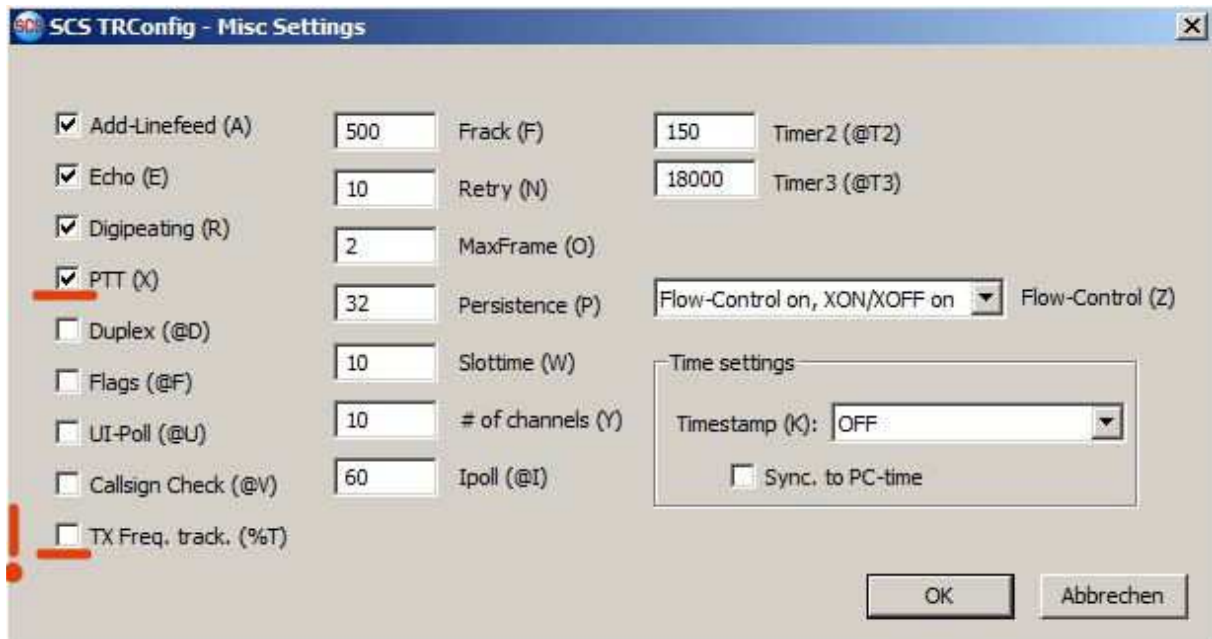 SCS SCS TRConfig - Misc Settings
Add-Linefeed (A)
Echo (E)
Digipeating (R)
PTT (X)
Duplex (@D)
Flags (@F)
UI-Poll (@U)
Callsign Check (@V)
TX Freq. track. (%T)
!
500 Frack (F)
10 Retry (N)
2 MaxFrame (O)
32 Persistence (P)
10 Slottime (W)
10 # of channels (Y)
60 Ipoll (@I)
150 Timer2 (@T2)
18000 Timer3 (@T3)
Flow-Control on, XON/XOFF on Flow-Control (Z)
Time settings
Timestamp (K): OFF
Sync. to PC-time
OK Abbrechen